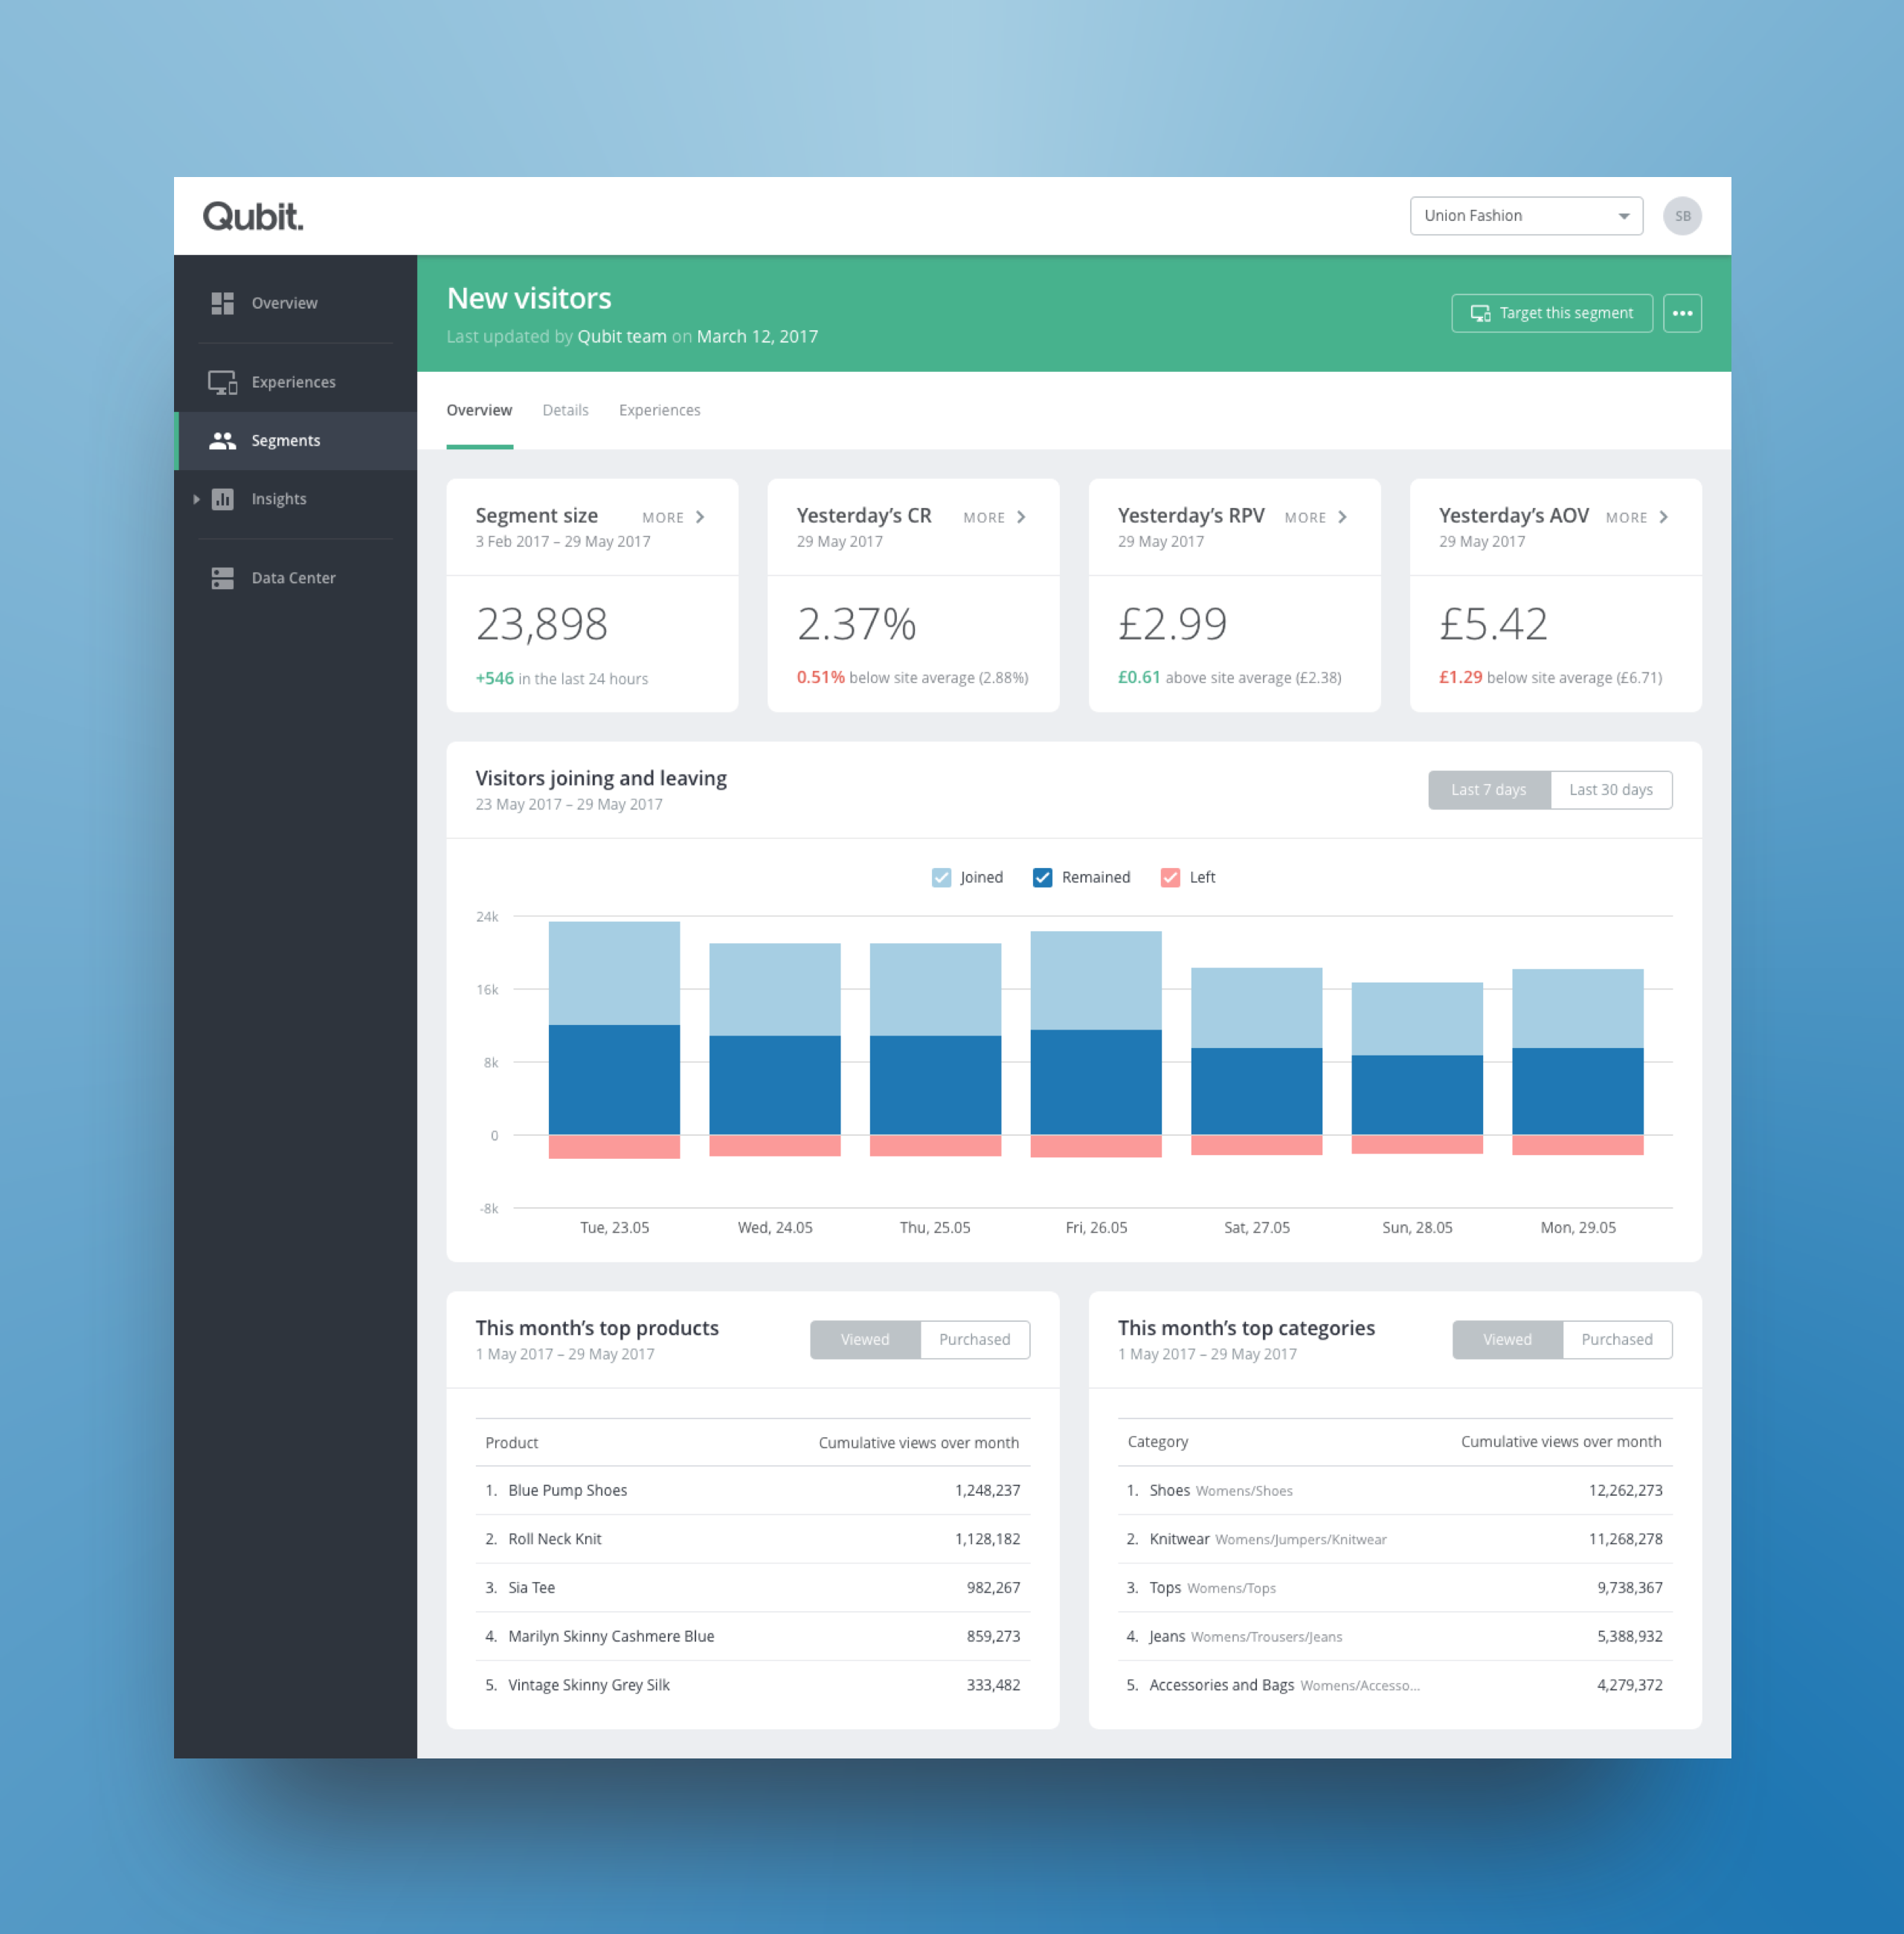 Qubit.
Union Fashion
SB
Overview
Experiences
Segments
Insights
Data Center
New visitors
Last updated by Qubit team on March 12, 2017
Target this segment
Overview Details Experiences
Segment size MORE
3 Feb 2017 – 29 May 2017
23,898
+546 in the last 24 hours
Yesterday’s CR MORE
29 May 2017
2.37%
0.51% below site average (2.88%)
Yesterday’s RPV MORE
29 May 2017
£2.99
£0.61 above site average (£2.38)
Yesterday’s AOV MORE
29 May 2017
£5.42
£1.29 below site average (£6.71)
Visitors joining and leaving
23 May 2017 – 29 May 2017
Last 7 days Last 30 days
Joined Remained Left
24k
16k
8k
0
-8k
Tue, 23.05 Wed, 24.05 Thu, 25.05 Fri, 26.05 Sat, 27.05 Sun, 28.05 Mon, 29.05
This month’s top products
1 May 2017 – 29 May 2017
Viewed Purchased
Product Cumulative views over month
1. Blue Pump Shoes 1,248,237
2. Roll Neck Knit 1,128,182
3. Sia Tee 982,267
4. Marilyn Skinny Cashmere Blue 859,273
5. Vintage Skinny Grey Silk 333,482
This month’s top categories
1 May 2017 – 29 May 2017
Viewed Purchased
Category Cumulative views over month
1. Shoes Womens/Shoes 12,262,273
2. Knitwear Womens/Jumpers/Knitwear 11,268,278
3. Tops Womens/Tops 9,738,367
4. Jeans Womens/Trousers/Jeans 5,388,932
5. Accessories and Bags Womens/Accesso... 4,279,372